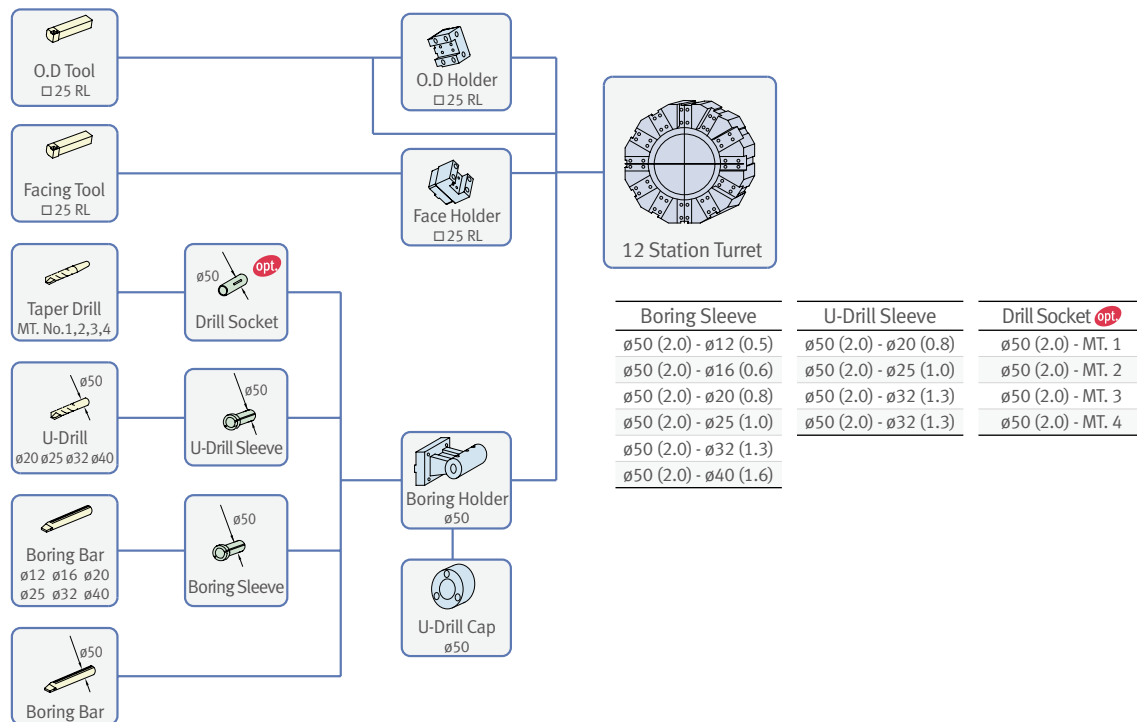 O.D Tool
□ 25 RL
O.D Holder
□ 25 RL
Facing Tool
□ 25 RL
Face Holder
□ 25 RL
12 Station Turret
Taper Drill
MT. No.1,2,3,4
ø50
opt.
Drill Socket
ø50
U-Drill
ø20 ø25 ø32 ø40
ø50
U-Drill Sleeve
Boring Holder
ø50
Boring Bar
ø12 ø16 ø20
ø25 ø32 ø40
ø50
Boring Sleeve
U-Drill Cap
ø50
ø50
Boring Bar
Boring Sleeve
ø50 (2.0) - ø12 (0.5)
ø50 (2.0) - ø16 (0.6)
ø50 (2.0) - ø20 (0.8)
ø50 (2.0) - ø25 (1.0)
ø50 (2.0) - ø32 (1.3)
ø50 (2.0) - ø40 (1.6)
U-Drill Sleeve
ø50 (2.0) - ø20 (0.8)
ø50 (2.0) - ø25 (1.0)
ø50 (2.0) - ø32 (1.3)
ø50 (2.0) - ø32 (1.3)
Drill Socket opt.
ø50 (2.0) - MT. 1
ø50 (2.0) - MT. 2
ø50 (2.0) - MT. 3
ø50 (2.0) - MT. 4